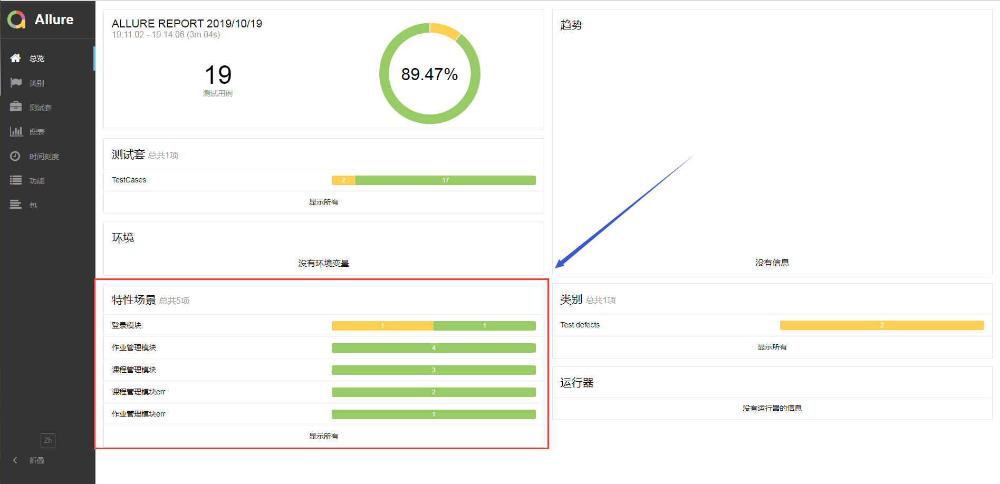 Allure
总览
类别
测试套
图表
时间刻度
功能
包
Zh
折叠
ALLURE REPORT 2019/10/19
19:11:02 - 19:14:06 (3m 04s)
19
测试用例
89.47%
测试套 总共1项
TestCases 2 17
显示所有
环境
没有环境变量
特性场景 总共5项
登录模块 1 1
作业管理模块 4
课程管理模块 3
课程管理模块err 2
作业管理模块err 1
显示所有
趋势
没有信息
类别 总共1项
Test defects 2
显示所有
运行器
没有运行器的信息